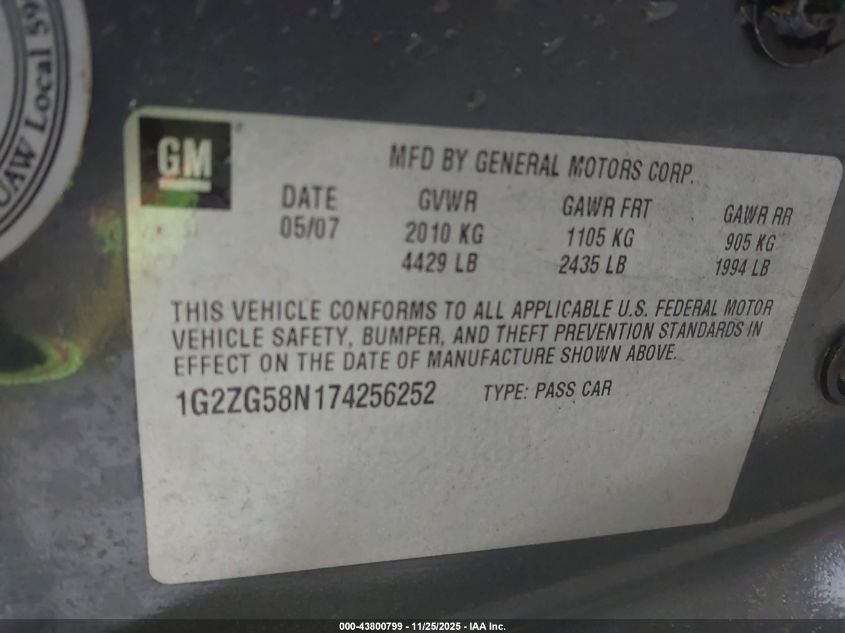 UAW Local 59
GM
MFD BY GENERAL MOTORS CORP.
DATE GVWR GAWR FRT GAWR RR
05/07 2010 KG 1105 KG 905 KG
4429 LB 2435 LB 1994 LB
THIS VEHICLE CONFORMS TO ALL APPLICABLE U.S. FEDERAL MOTOR
VEHICLE SAFETY, BUMPER, AND THEFT PREVENTION STANDARDS IN
EFFECT ON THE DATE OF MANUFACTURE SHOWN ABOVE.
1G2ZG58N174256252 TYPE: PASS CAR
000-43800799 - 11/25/2025 - IAA Inc.